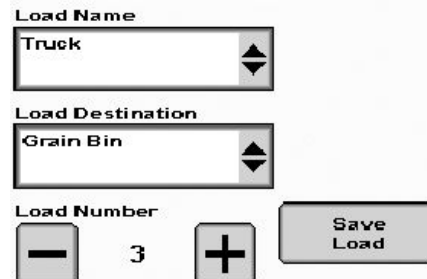 Load Name
Truck
Load Destination
Grain Bin
Load Number
3
Save
Load